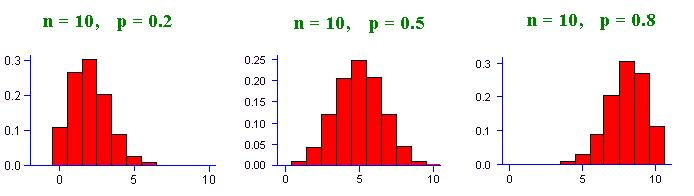 n = 10, p = 0.2
0.3
0.2
0.1
0.0
0 5 10
n = 10, p = 0.5
0.25
0.20
0.15
0.10
0.05
0.00
0 5 10
n = 10, p = 0.8
0.3
0.2
0.1
0.0
0 5 10